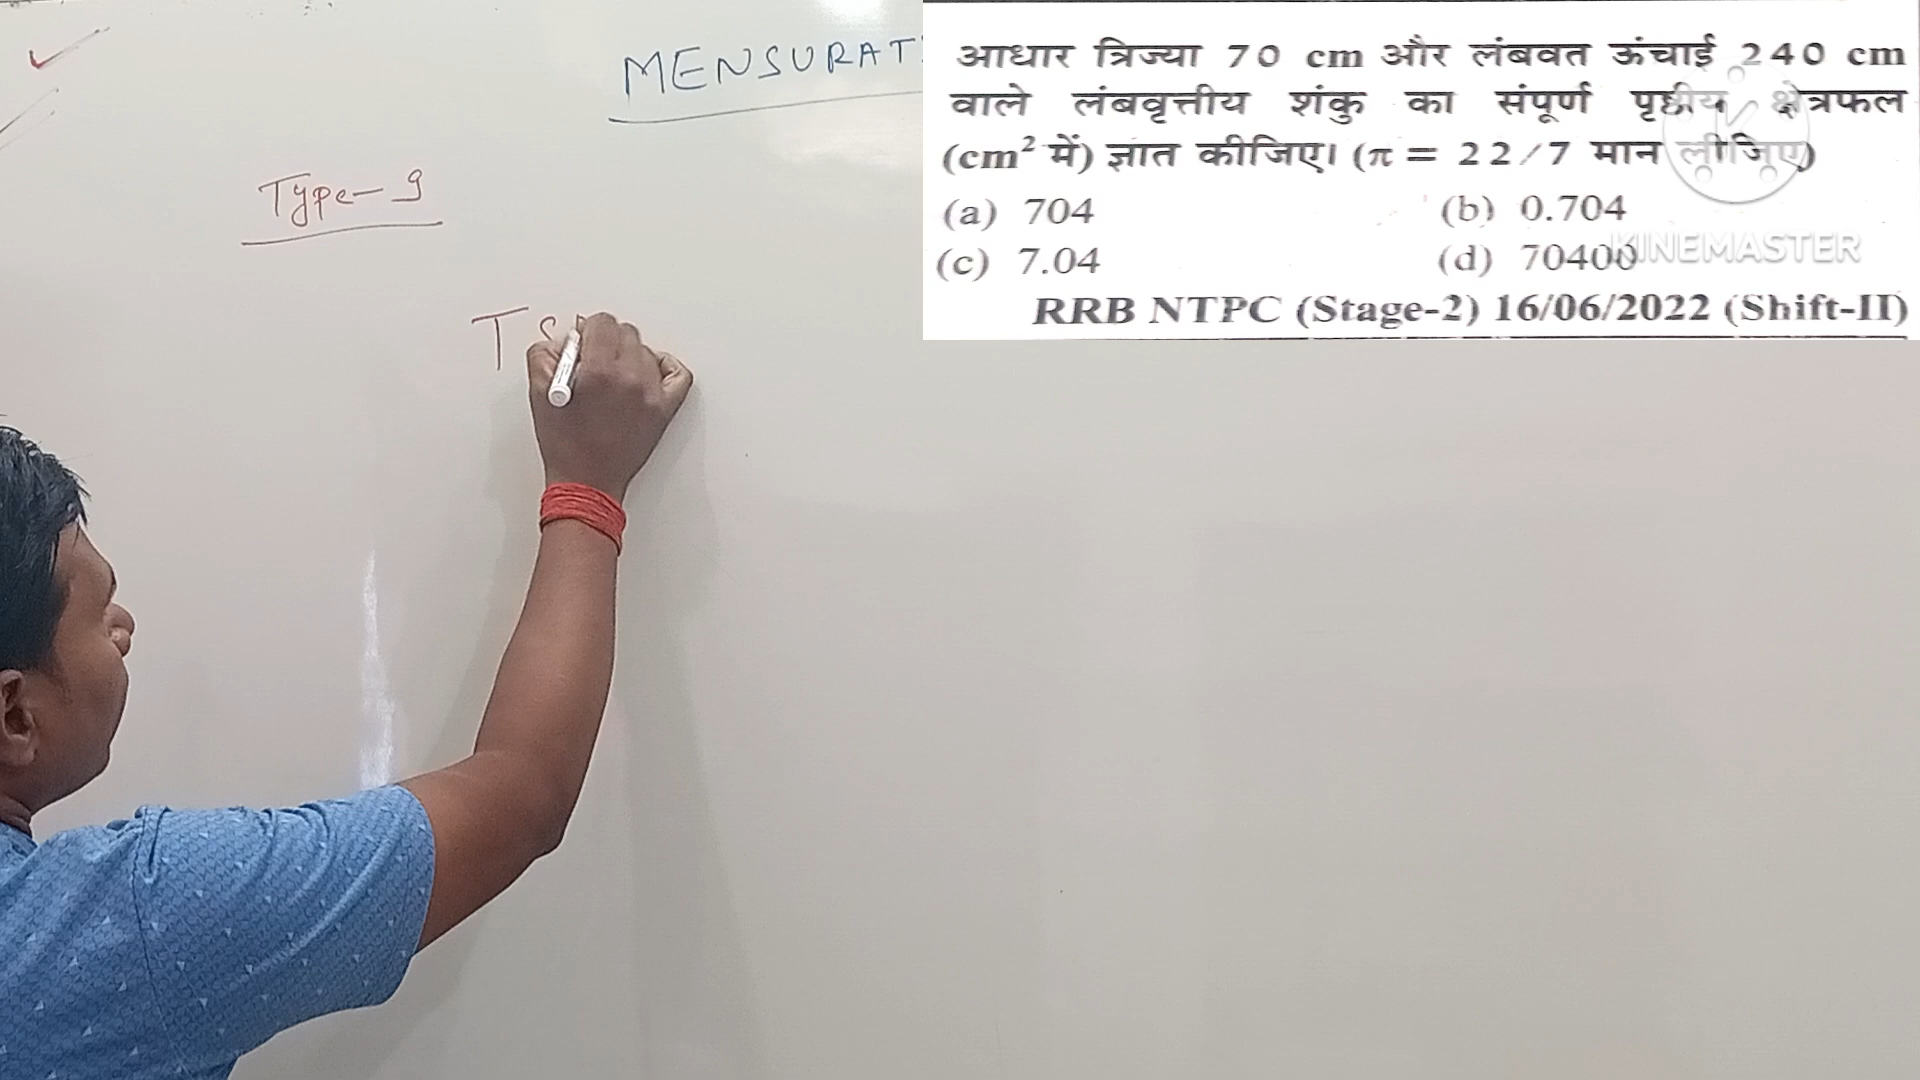 MENSURAT
Type-9
TS
आधार त्रिज्या 70 cm और लंबवत ऊंचाई 240 cm
वाले लंबवृत्तीय शंकु का संपूर्ण पृष्ठीय क्षेत्रफल
(cm² में) ज्ञात कीजिए। (π = 22/7 मान लीजिए)
(a) 704 (b) 0.704
(c) 7.04 (d) 70400
RRB NTPC (Stage-2) 16/06/2022 (Shift-II)
KINEMASTER